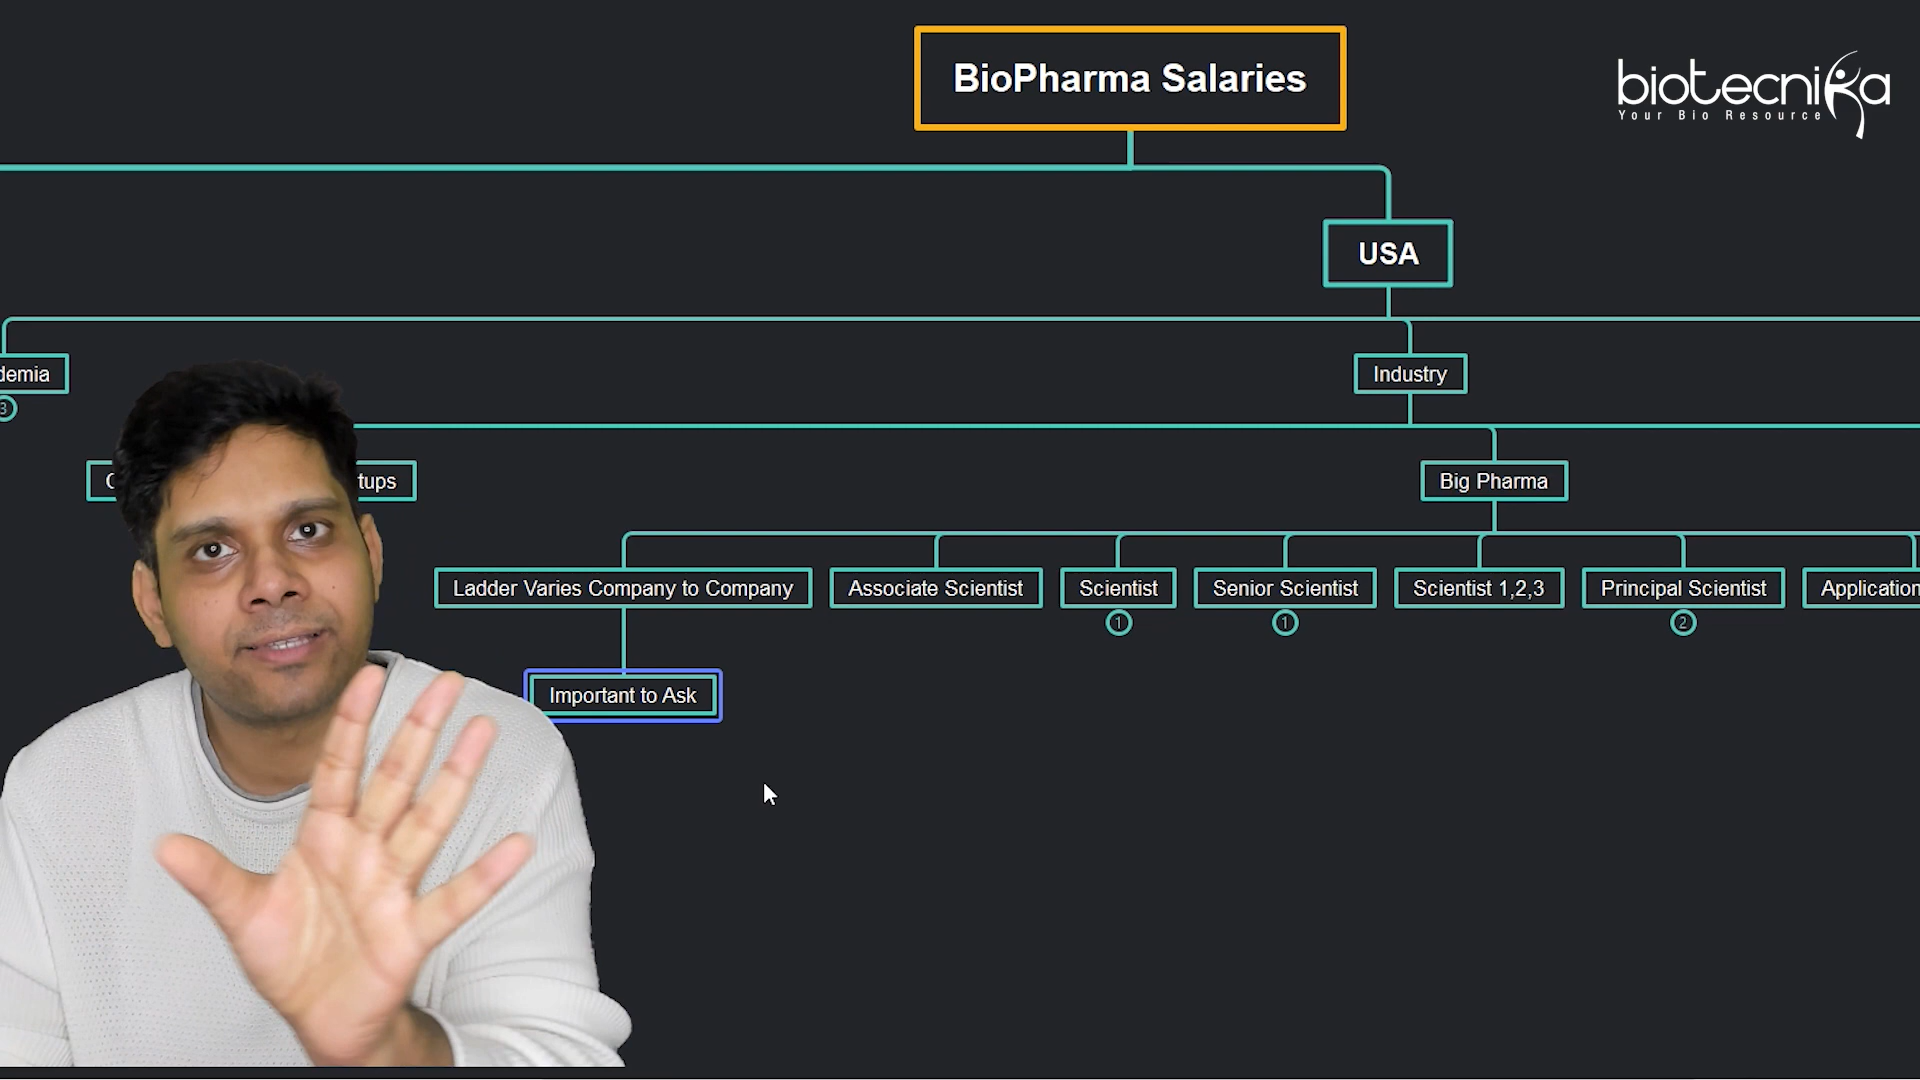 BioPharma Salaries
biotecnika
Your Bio Resource
USA
demia
Industry
3
tups
Big Pharma
Ladder Varies Company to Company
Associate Scientist
Scientist
Senior Scientist
Scientist 1,2,3
Principal Scientist
Application
1
1
2
Important to Ask